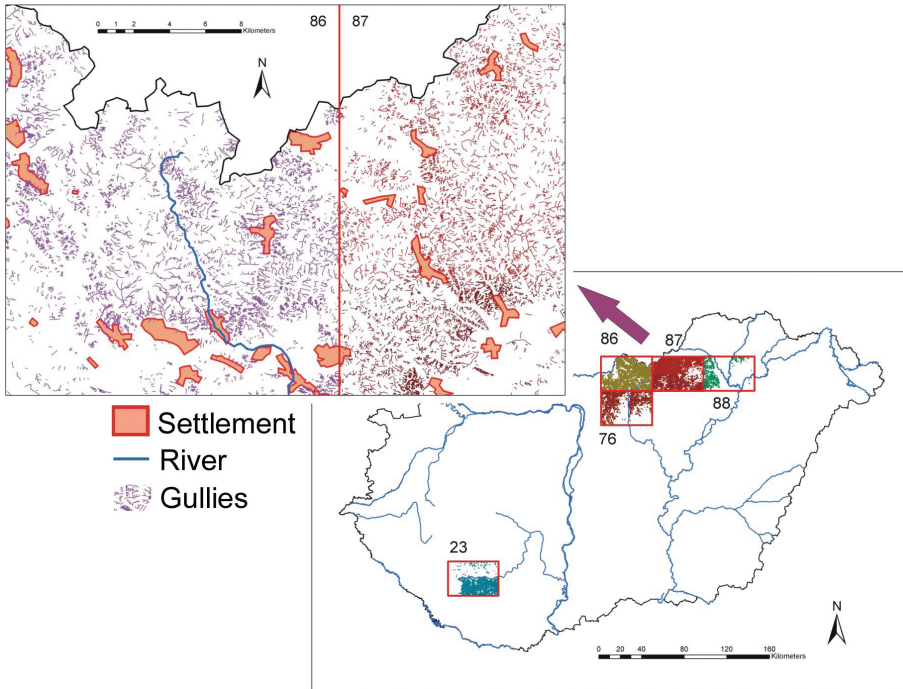 86 87
0 1 2 4 6 8
Kilometers
N
Settlement
River
Gullies
86
87
88
76
23
N
0 20 40 80 120 160
Kilometers